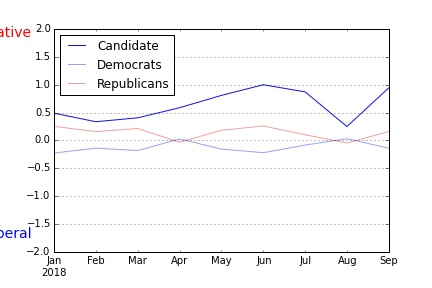 ative
2.0
Candidate
Democrats
Republicans
1.5
1.0
0.5
0.0
−0.5
−1.0
−1.5
beral
−2.0
Jan Feb Mar Apr May Jun Jul Aug Sep
2018